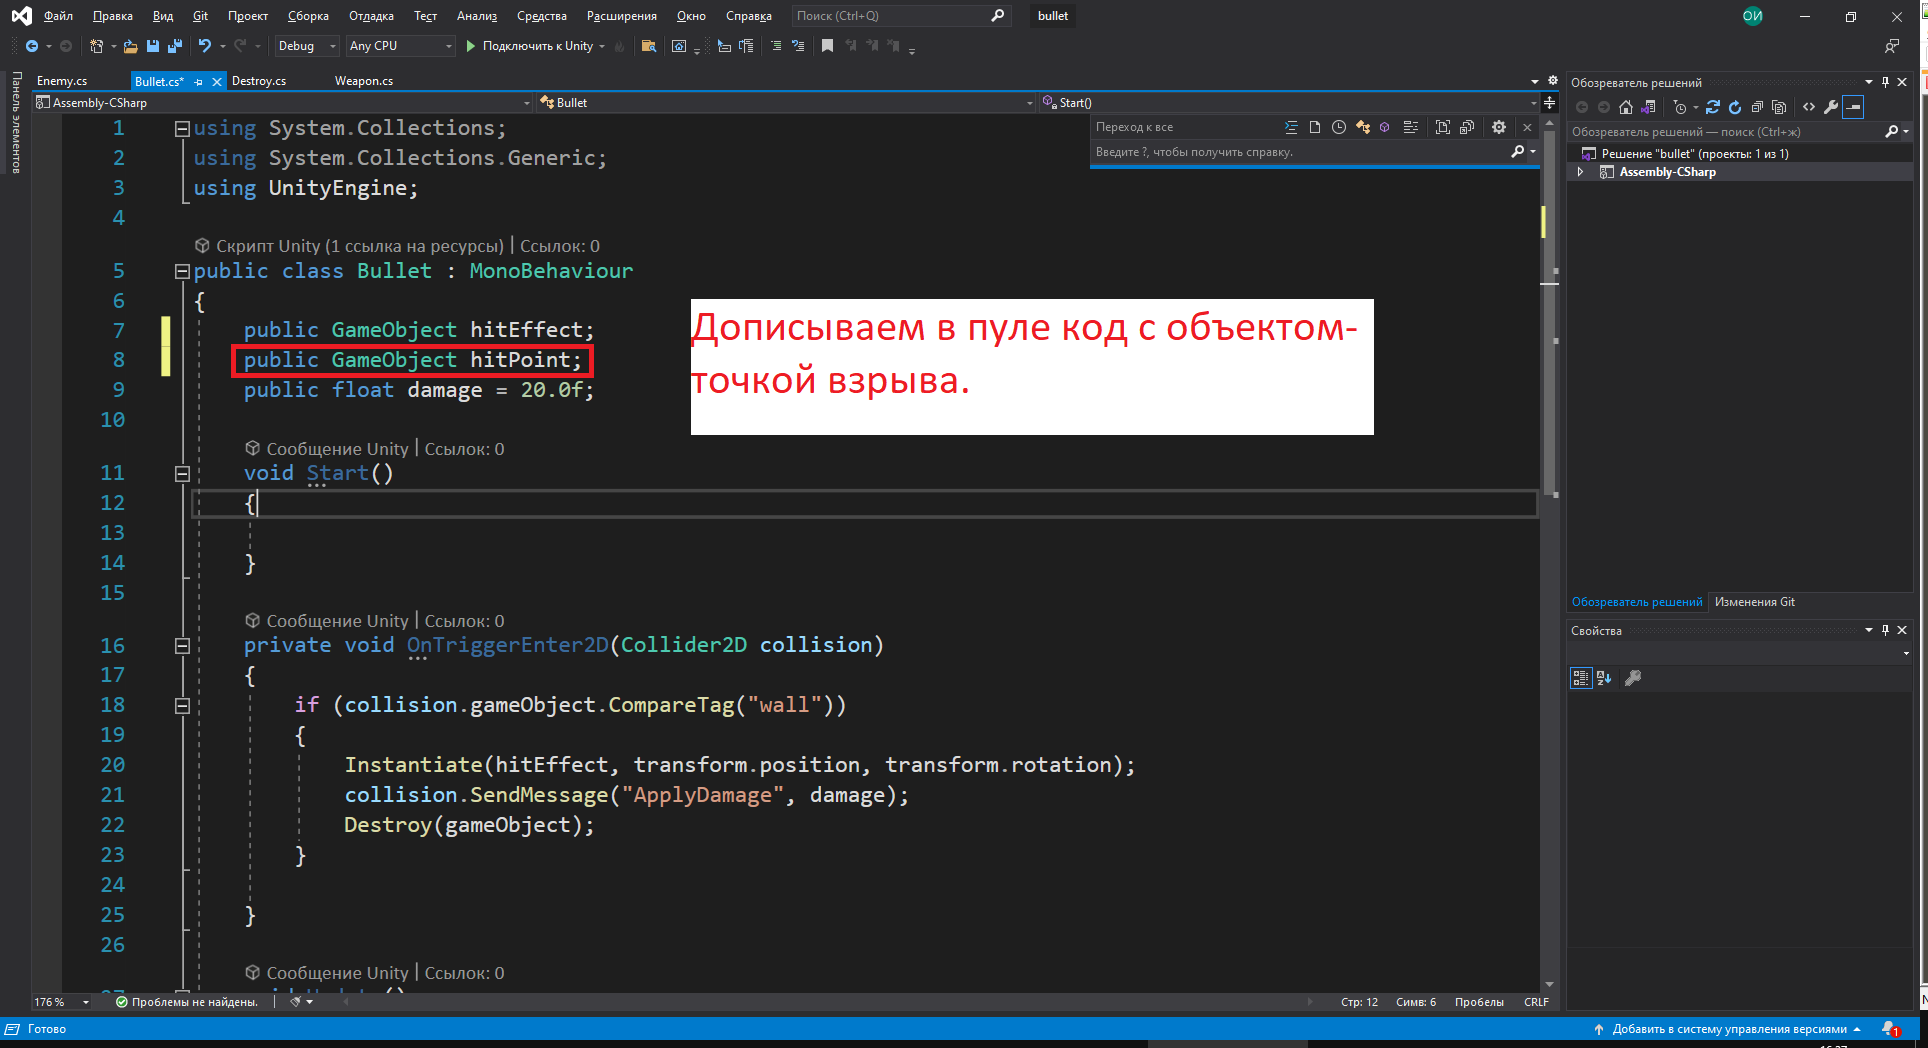 Файл Правка Вид Git Проект Сборка Отладка Тест Анализ Средства Расширения Окно Справка Поиск (Ctrl+Q) bullet ОИ
Debug Any CPU Подключить к Unity
Панель элементов
Enemy.cs Bullet.cs* Destroy.cs Weapon.cs
Assembly-CSharp Bullet Start()
Переход к все
Введите ?, чтобы получить справку.
1 using System.Collections;
2 using System.Collections.Generic;
3 using UnityEngine;
4
Скрипт Unity (1 ссылка на ресурсы) | Ссылок: 0
5 public class Bullet : MonoBehaviour
6 {
7 public GameObject hitEffect;
8 public GameObject hitPoint;
9 public float damage = 20.0f;
10
Дописываем в пуле код с объектом-
точкой взрыва.
Сообщение Unity | Ссылок: 0
11 void Start()
12 {
13
14 }
15
Сообщение Unity | Ссылок: 0
16 private void OnTriggerEnter2D(Collider2D collision)
17 {
18 if (collision.gameObject.CompareTag("wall"))
19 {
20 Instantiate(hitEffect, transform.position, transform.rotation);
21 collision.SendMessage("ApplyDamage", damage);
22 Destroy(gameObject);
23 }
24
25 }
26
Сообщение Unity | Ссылок: 0
176 % Проблемы не найдены. Стр: 12 Симв: 6 Пробелы CRLF
Обозреватель решений
Обозреватель решений — поиск (Ctrl+ж)
Решение "bullet" (проекты: 1 из 1)
Assembly-CSharp
Обозреватель решений Изменения Git
Свойства
Готово Добавить в систему управления версиями 1